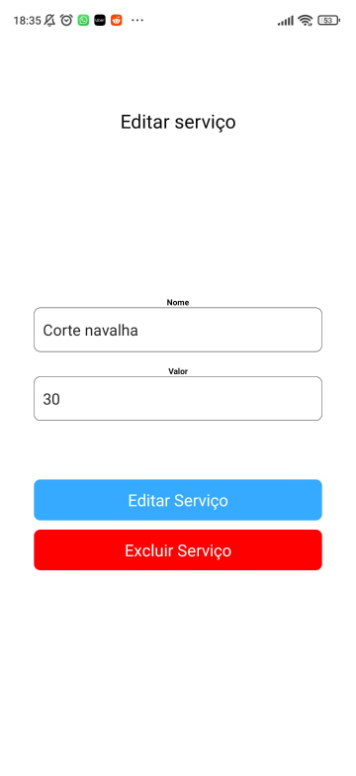 18:35
53
Editar serviço
Nome
Corte navalha
Valor
30
Editar Serviço
Excluir Serviço